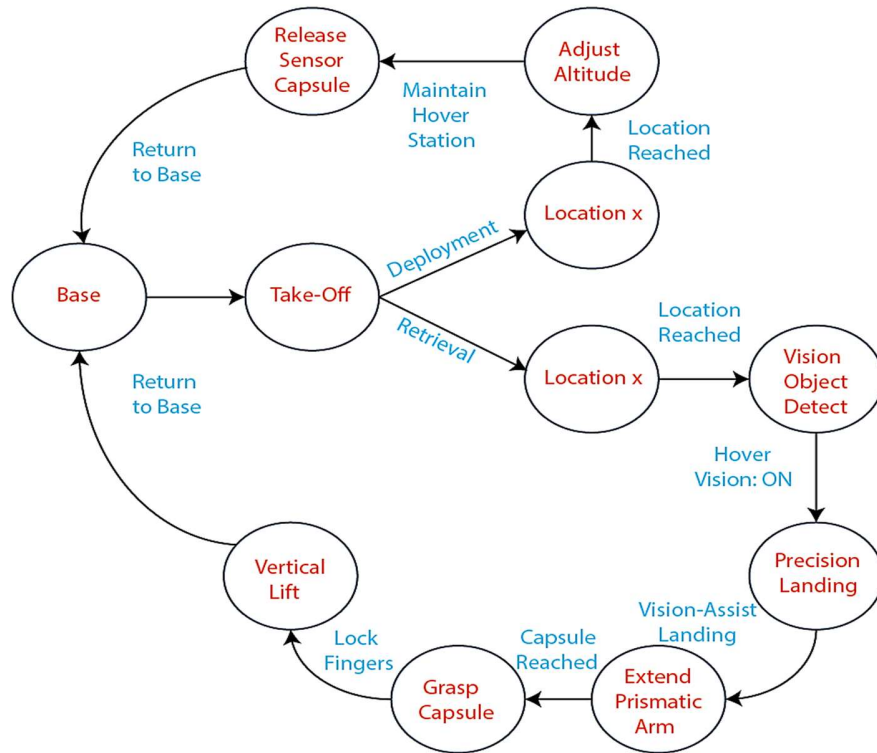 Release
Sensor
Capsule
Adjust
Altitude
Maintain
Hover
Station
Location
Reached
Return
to Base
Location x
Deployment
Base
Take-Off
Retrieval
Location
Reached
Location x
Vision
Object
Detect
Return
to Base
Hover
Vision: ON
Precision
Landing
Vertical
Lift
Vision-Assist
Landing
Lock
Fingers
Capsule
Reached
Grasp
Capsule
Extend
Prismatic
Arm